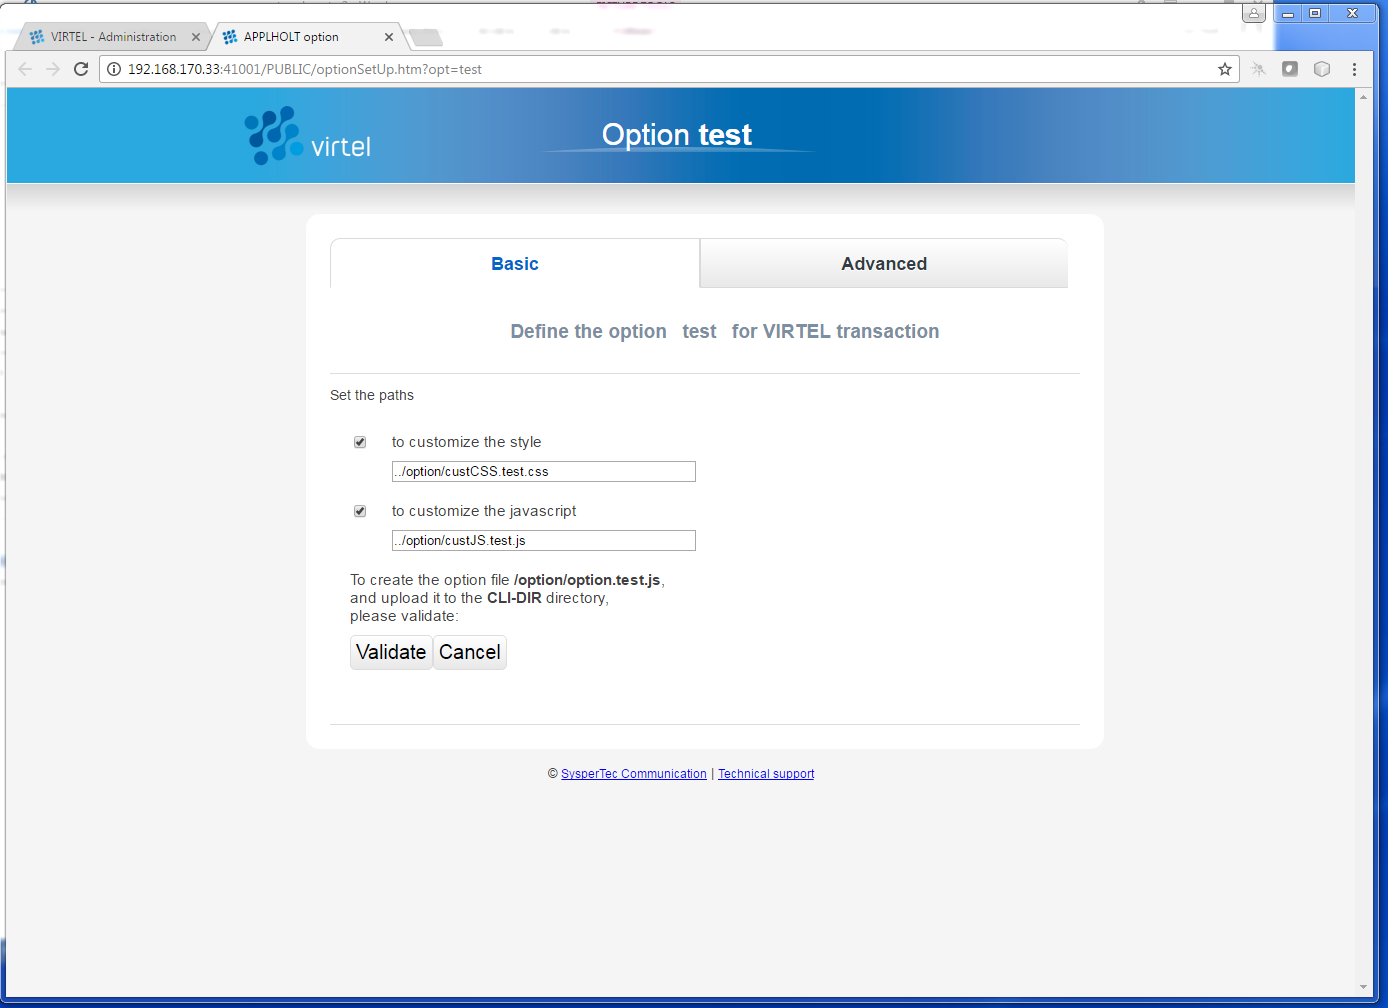 VIRTEL - Administration
APPLHOLT option
192.168.170.33:41001/PUBLIC/optionSetUp.htm?opt=test
virtel
Option test
Basic
Advanced
Define the option test for VIRTEL transaction
Set the paths
to customize the style
../option/custCSS.test.css
to customize the javascript
../option/custJS.test.js
To create the option file /option/option.test.js,
and upload it to the CLI-DIR directory,
please validate:
Validate
Cancel
© SysperTec Communication | Technical support